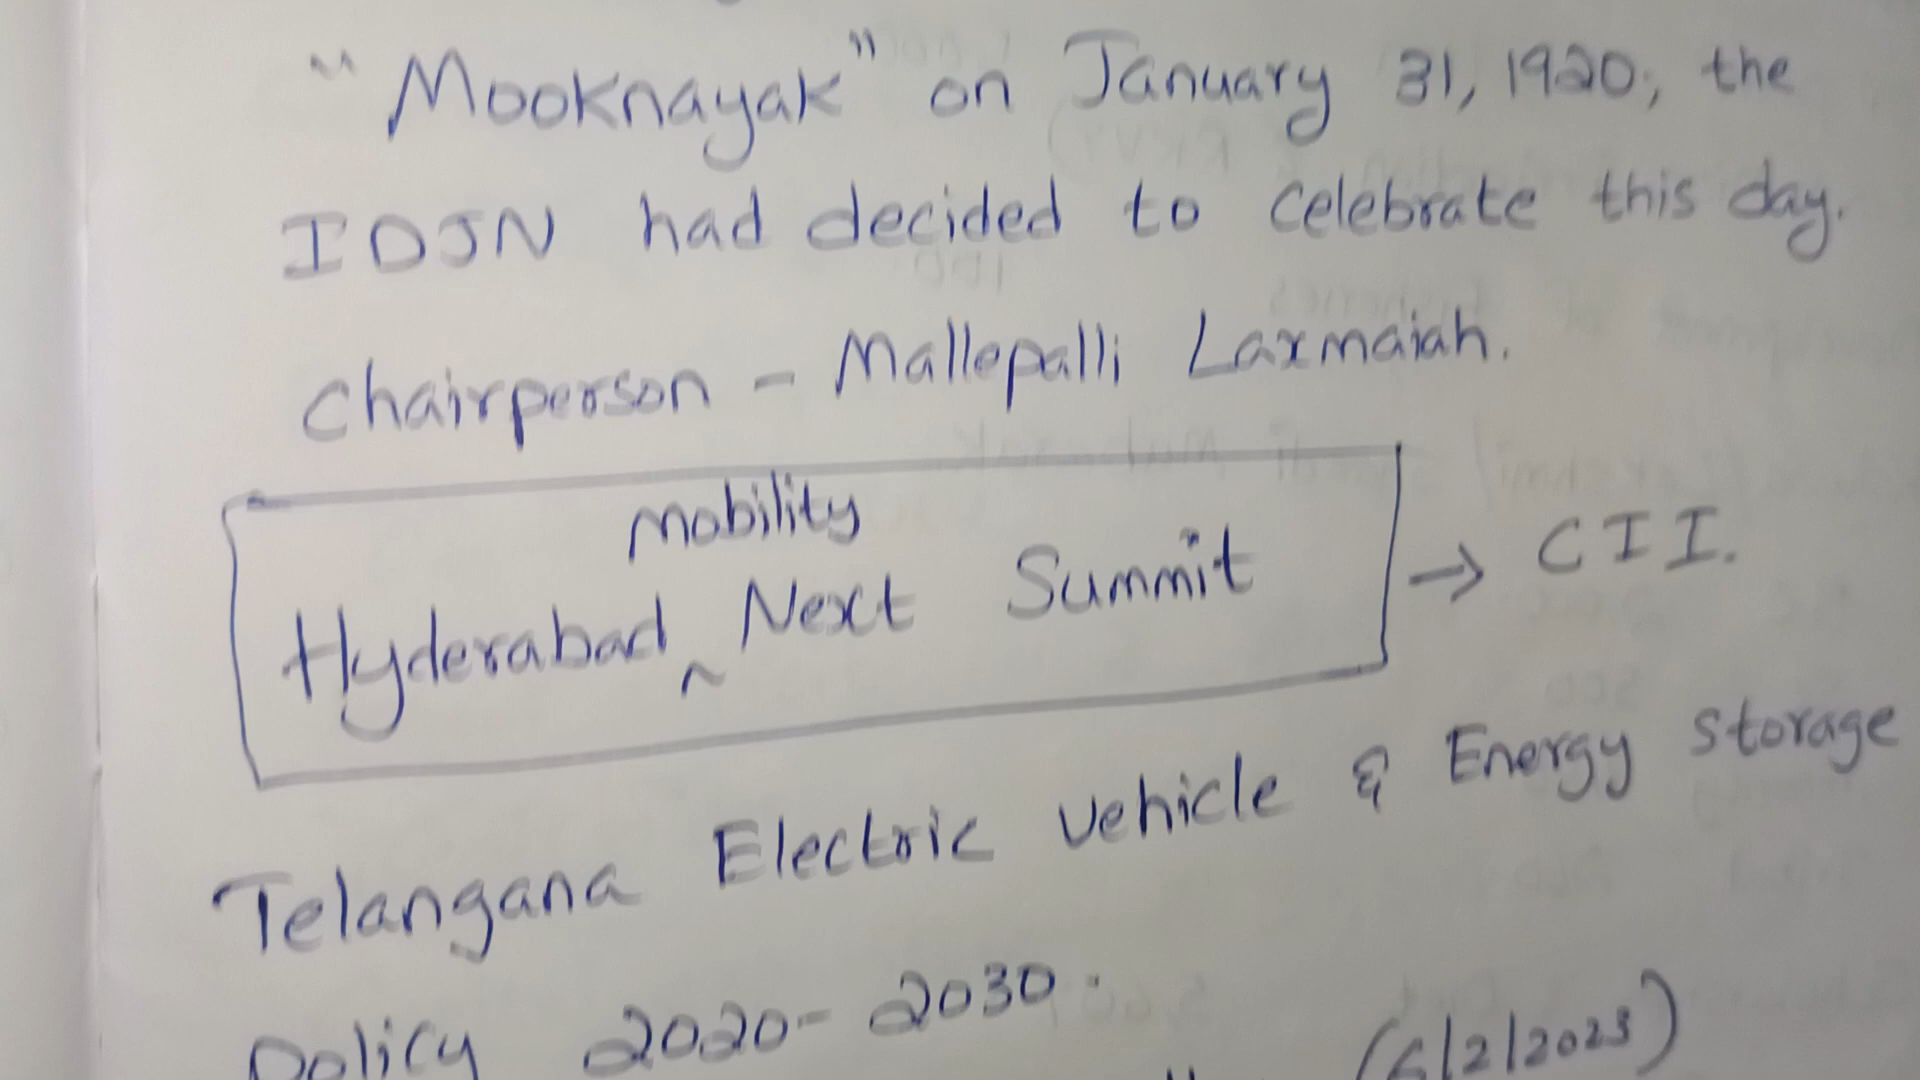 "Mooknayak" on January 31, 1920, the
IDJN had decided to celebrate this day.
Chairperson - Mallepalli Laxmaiah.
Hyderabad ^ mobility Next Summit → CII.
Telangana Electric Vehicle & Energy Storage
Policy 2020-2030.
(6/2/2023)